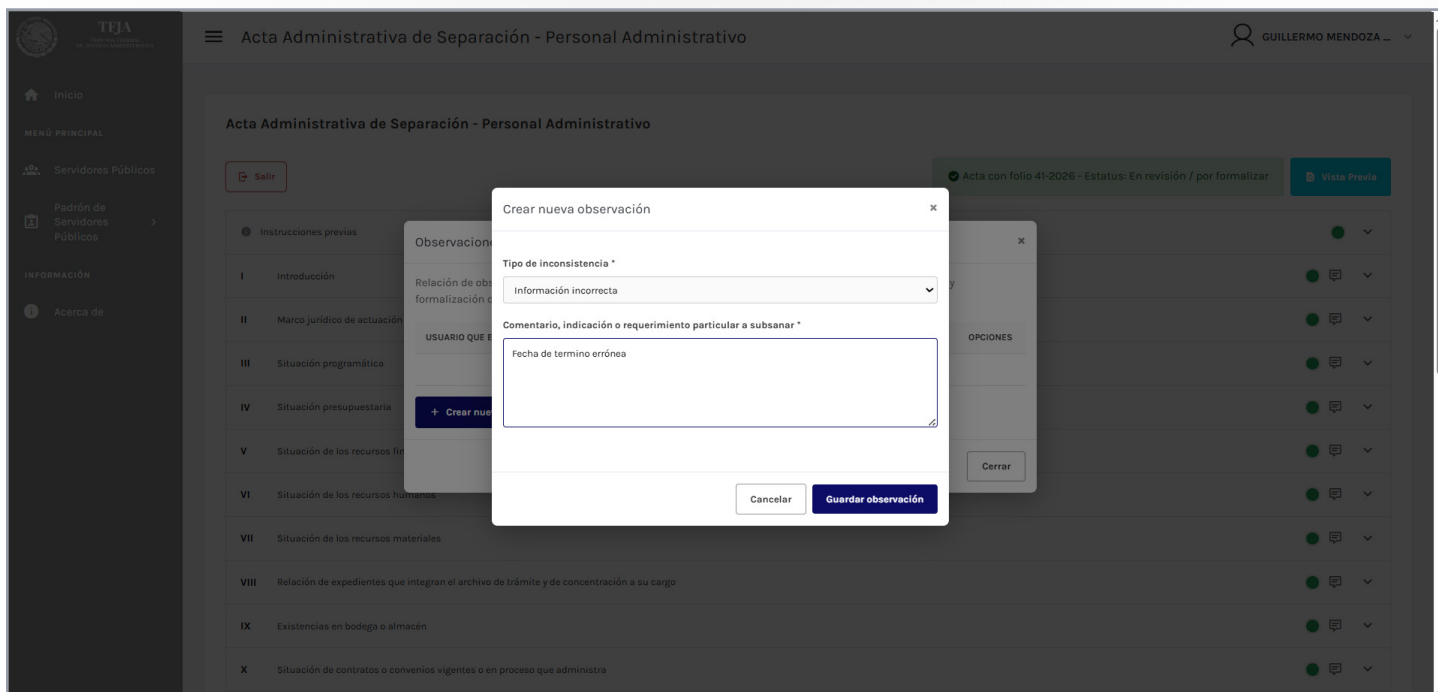 TEJA
Acta Administrativa de Separación - Personal Administrativo
GUILLERMO MENDOZA ...
Inicio
MENÚ PRINCIPAL
Servidores Públicos
Padrón de
Servidores
Públicos
INFORMACIÓN
Acerca de
Acta Administrativa de Separación - Personal Administrativo
Salir
Acta con folio 41-2026 - Estatus: En revisión / por formalizar
Vista Previa
Instrucciones previas
I Introducción
II Marco jurídico de actuación
III Situación programática
IV Situación presupuestaria
V Situación de los recursos fin
VI Situación de los recursos humanos
VII Situación de los recursos materiales
VIII Relación de expedientes que integran el archivo de trámite y de concentración a su cargo
IX Existencias en bodega o almacén
X Situación de contratos o convenios vigentes o en proceso que administra
Observacione
×
Relación de obs
y
formalización d
USUARIO QUE E
OPCIONES
+ Crear nue
Cerrar
Crear nueva observación
×
Tipo de inconsistencia *
Información incorrecta
Comentario, indicación o requerimiento particular a subsanar *
Fecha de termino errónea
Cancelar
Guardar observación